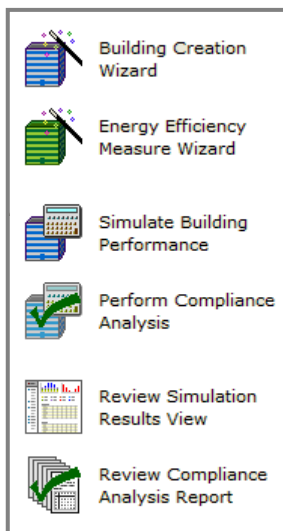 Building Creation
Wizard
Energy Efficiency
Measure Wizard
Simulate Building
Performance
Perform Compliance
Analysis
Review Simulation
Results View
Review Compliance
Analysis Report